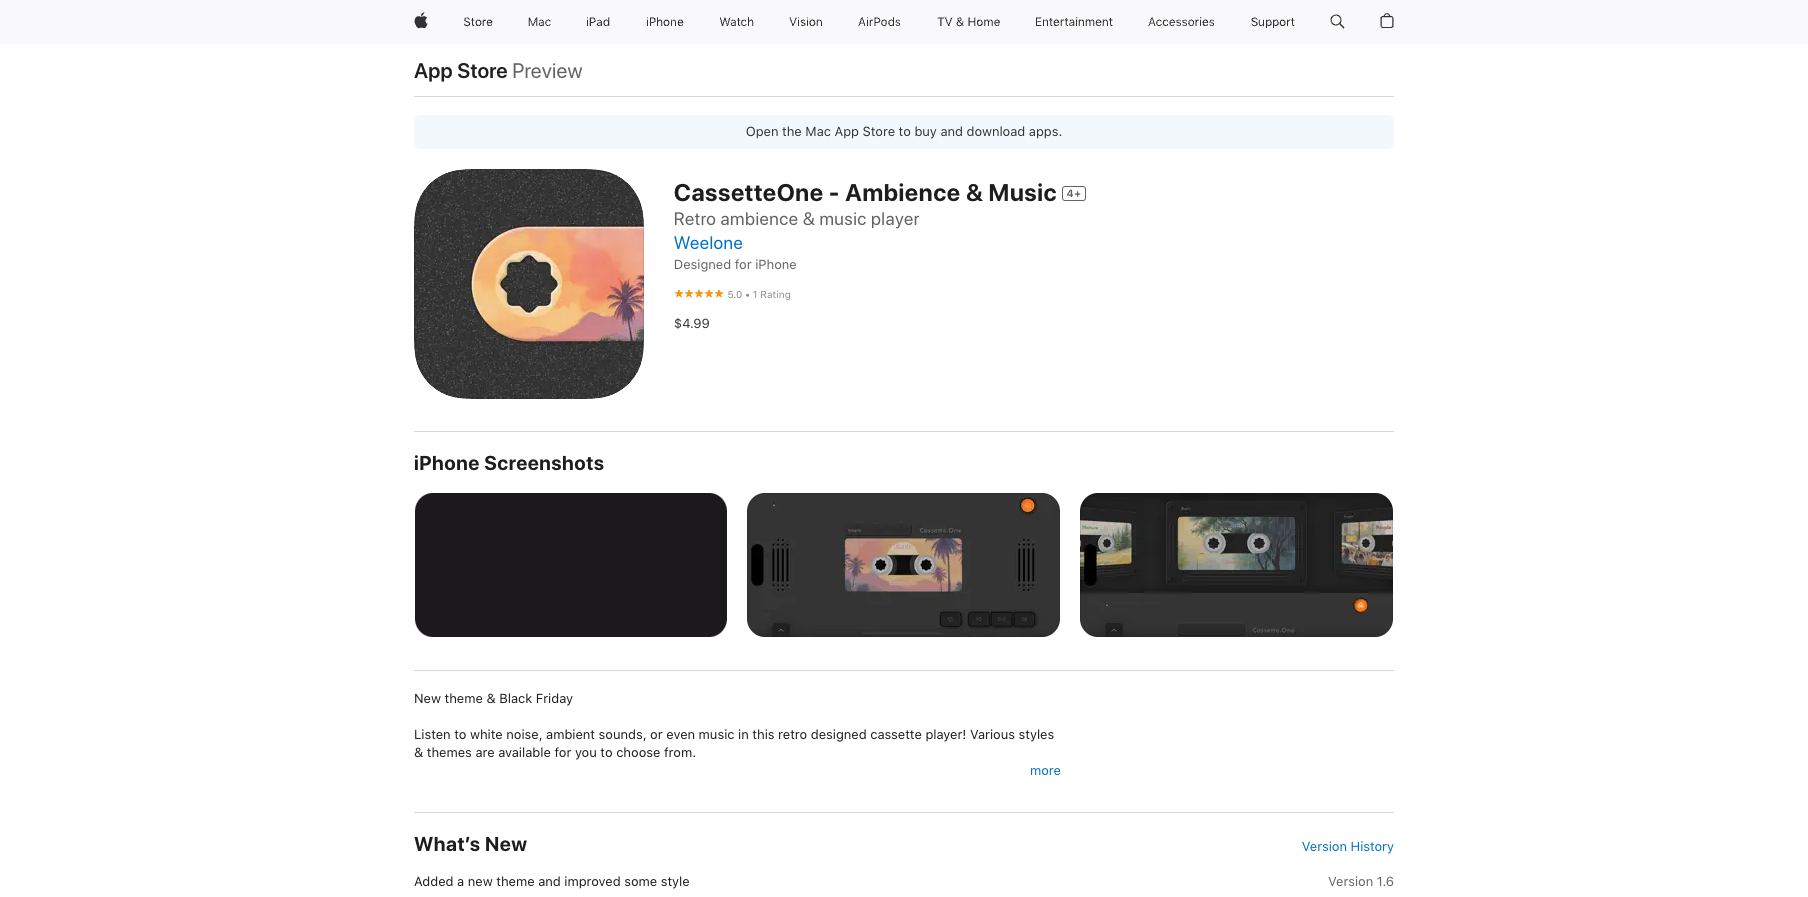 Store Mac iPad iPhone Watch Vision AirPods TV & Home Entertainment Accessories Support
App Store Preview
Open the Mac App Store to buy and download apps.
CassetteOne - Ambience & Music 4+
Retro ambience & music player
Weelone
Designed for iPhone
★★★★★ 5.0 • 1 Rating
$4.99
iPhone Screenshots
Cassette.One
Nature
People
Cassette.One
New theme & Black Friday
Listen to white noise, ambient sounds, or even music in this retro designed cassette player! Various styles
& themes are available for you to choose from.
more
What’s New
Version History
Added a new theme and improved some style
Version 1.6